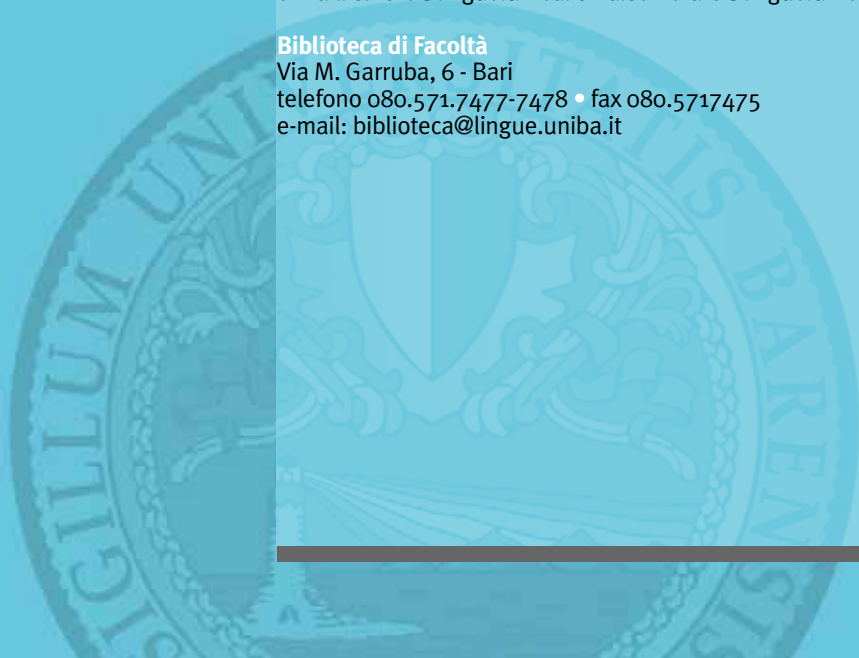 Biblioteca di Facoltà
Via M. Garruba, 6 - Bari
telefono 080.571.7477-7478 • fax 080.5717475
e-mail: biblioteca@lingue.uniba.it
SIGILLUM UNIVERSITATIS BARENSIS